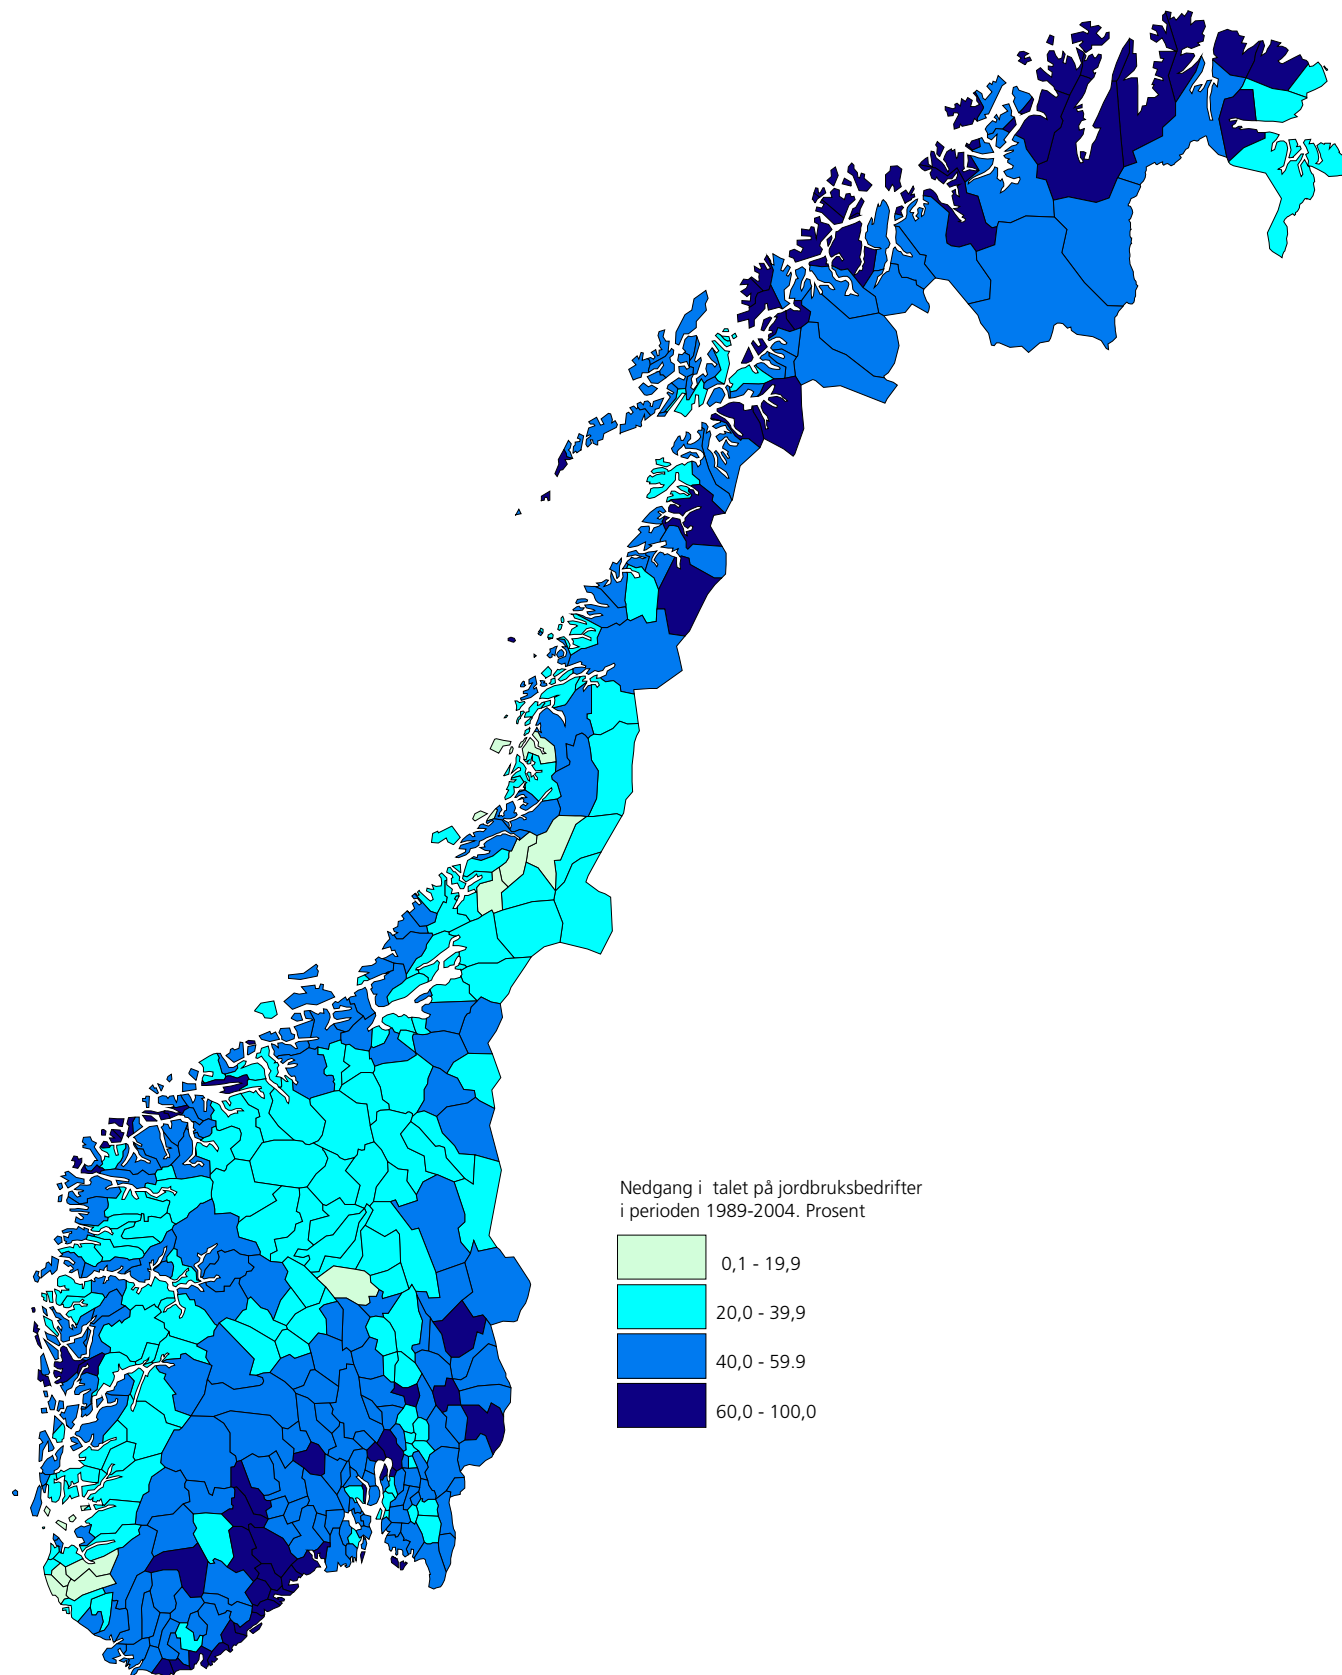 Nedgang i  talet på jordbruksbedrifter
i perioden 1989-2004. Prosent
0,1 - 19,9
20,0 - 39,9
40,0 - 59.9
60,0 - 100,0